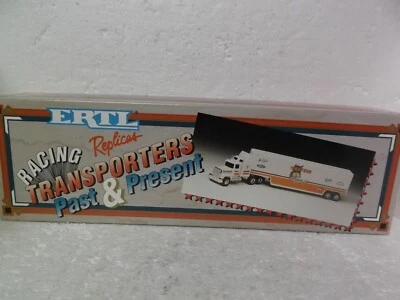 ERTL
Replicas
RACING
TRANSPORTERS
Past & Present